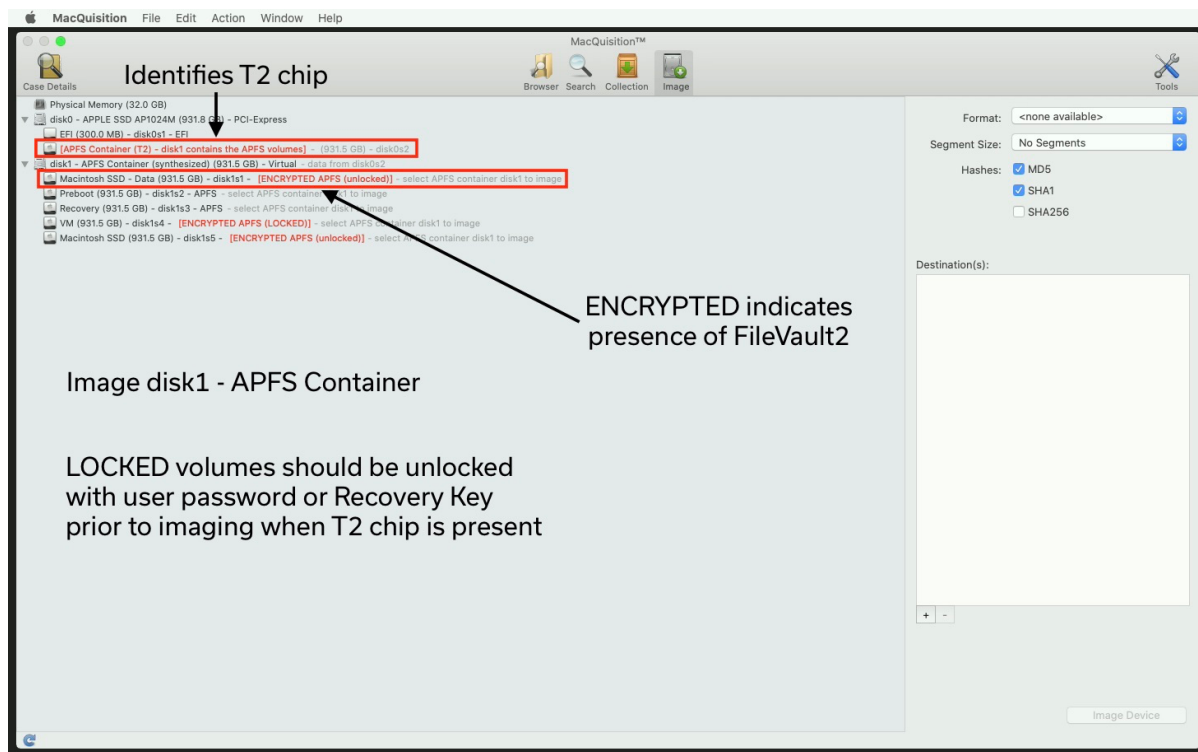 MacQuisition File Edit Action Window Help
MacQuisition™
Case Details
Browser Search Collection Image
Tools
Identifies T2 chip
Physical Memory (32.0 GB)
disk0 - APPLE SSD AP1024M (931.8 GB) - PCI-Express
EFI (300.0 MB) - disk0s1 - EFI
[APFS Container (T2) - disk1 contains the APFS volumes] - (931.5 GB) - disk0s2
disk1 - APFS Container (synthesized) (931.5 GB) - Virtual - data from disk0s2
Macintosh SSD - Data (931.5 GB) - disk1s1 - [ENCRYPTED APFS (unlocked)] - select APFS container disk1 to image
Preboot (931.5 GB) - disk1s2 - APFS - select APFS container disk1 to image
Recovery (931.5 GB) - disk1s3 - APFS - select APFS container disk1 to image
VM (931.5 GB) - disk1s4 - [ENCRYPTED APFS (LOCKED)] - select APFS container disk1 to image
Macintosh SSD (931.5 GB) - disk1s5 - [ENCRYPTED APFS (unlocked)] - select APFS container disk1 to image
ENCRYPTED indicates
presence of FileVault2
Image disk1 - APFS Container
LOCKED volumes should be unlocked
with user password or Recovery Key
prior to imaging when T2 chip is present
Format: <none available>
Segment Size: No Segments
Hashes: MD5
SHA1
SHA256
Destination(s):
+ -
Image Device